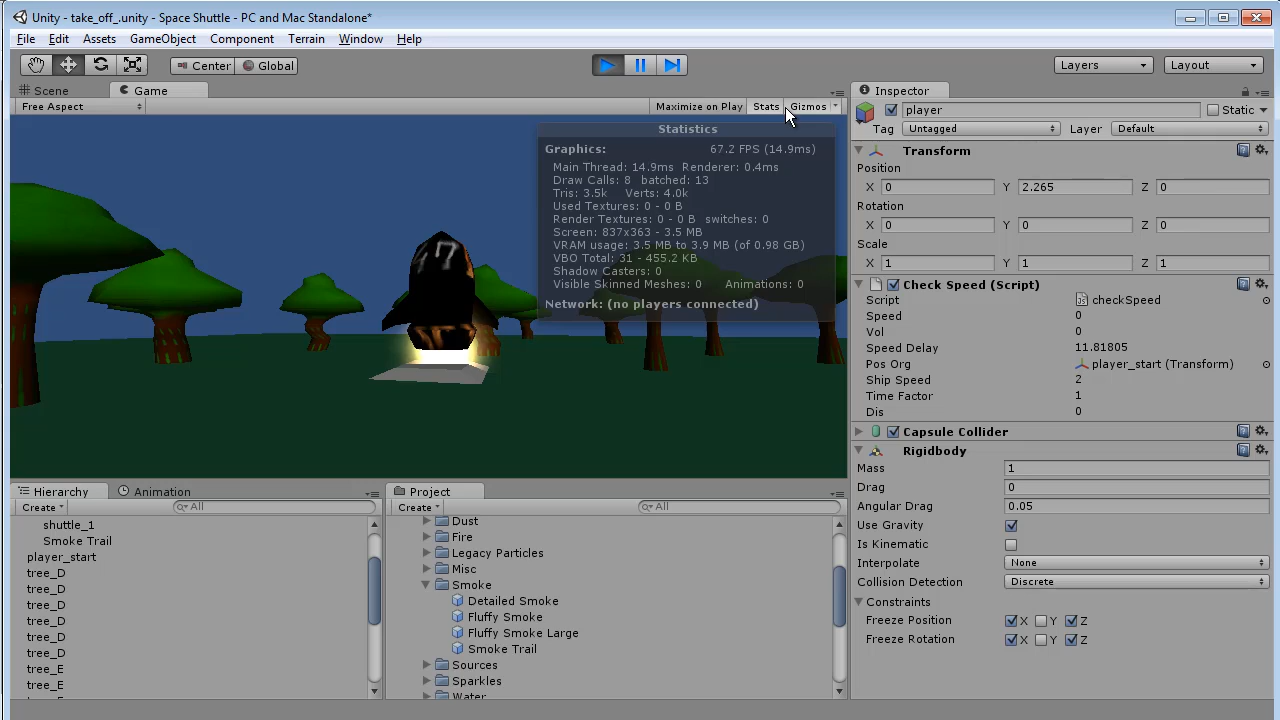 Unity - take_off_.unity - Space Shuttle - PC and Mac Standalone*
File Edit Assets GameObject Component Terrain Window Help
Center Global Layers Layout
Scene Game Inspector
Free Aspect Maximize on Play Stats Gizmos
player Static
Tag Untagged Layer Default
Statistics
Graphics: 67.2 FPS (14.9ms)
Main Thread: 14.9ms Renderer: 0.4ms
Draw Calls: 8 batched: 13
Tris: 3.5k Verts: 4.0k
Used Textures: 0 - 0 B
Render Textures: 0 - 0 B switches: 0
Screen: 837x363 - 3.5 MB
VRAM usage: 3.5 MB to 3.9 MB (of 0.98 GB)
VBO Total: 31 - 455.2 KB
Shadow Casters: 0
Visible Skinned Meshes: 0 Animations: 0
Network: (no players connected)
Transform
Position
X 0 Y 2.265 Z 0
Rotation
X 0 Y 0 Z 0
Scale
X 1 Y 1 Z 1
Check Speed (Script)
Script checkSpeed
Speed 0
Vol 0
Speed Delay 11.81805
Pos Org player_start (Transform)
Ship Speed 2
Time Factor 1
Dis 0
Capsule Collider
Rigidbody
Mass 1
Drag 0
Angular Drag 0.05
Use Gravity
Is Kinematic
Interpolate None
Collision Detection Discrete
Constraints
Freeze Position X Y Z
Freeze Rotation X Y Z
Hierarchy Animation
Create All
shuttle_1
Smoke Trail
player_start
tree_D
tree_D
tree_D
tree_D
tree_D
tree_D
tree_E
tree_E
Project
Create All
Dust
Fire
Legacy Particles
Misc
Smoke
Detailed Smoke
Fluffy Smoke
Fluffy Smoke Large
Smoke Trail
Sources
Sparkles
Water